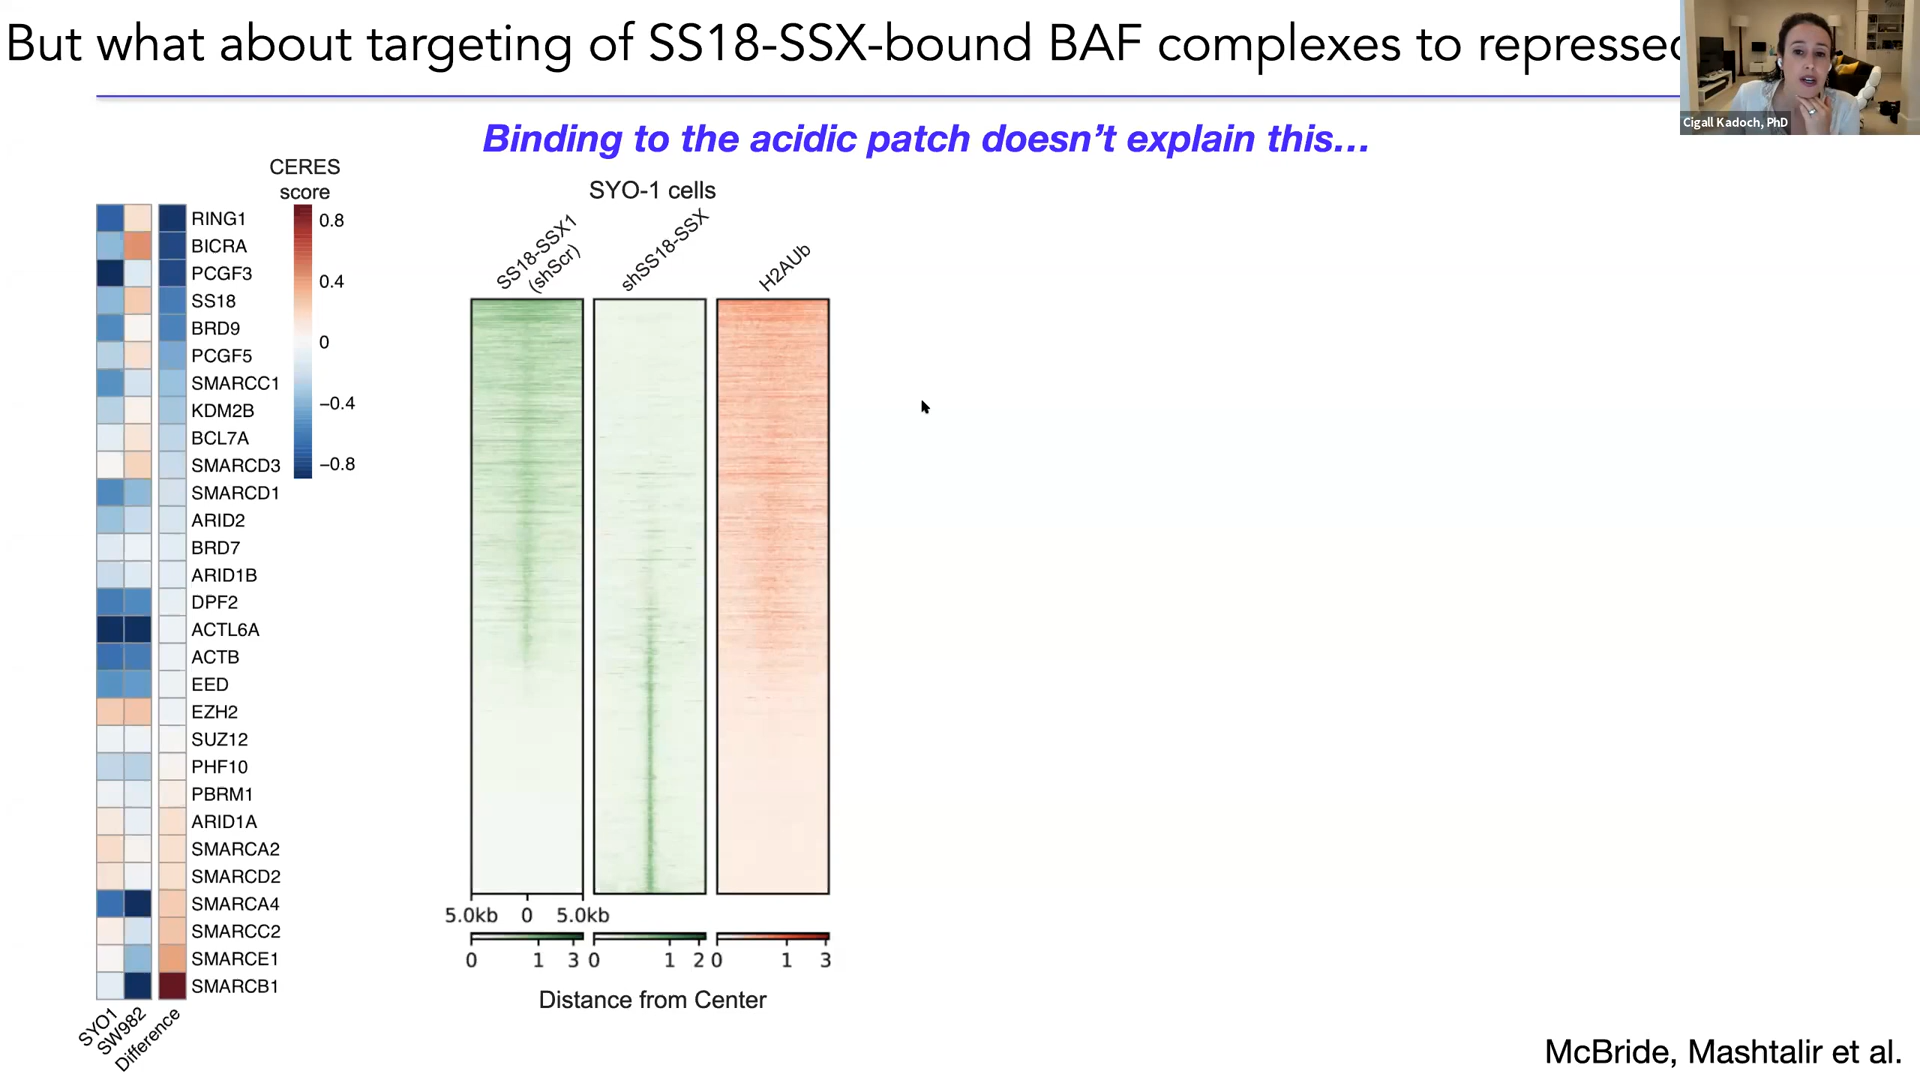 But what about targeting of SS18-SSX-bound BAF complexes to repressed
Cigall Kadoch, PhD
Binding to the acidic patch doesn’t explain this...
CERES
score
0.8
0.4
0
−0.4
−0.8
RING1
BICRA
PCGF3
SS18
BRD9
PCGF5
SMARCC1
KDM2B
BCL7A
SMARCD3
SMARCD1
ARID2
BRD7
ARID1B
DPF2
ACTL6A
ACTB
EED
EZH2
SUZ12
PHF10
PBRM1
ARID1A
SMARCA2
SMARCD2
SMARCA4
SMARCC2
SMARCE1
SMARCB1
SYO1
SW982
Difference
SYO-1 cells
SS18-SSX1
(shScr)
shSS18-SSX
H2AUb
5.0kb 0 5.0kb
0 1 3 0 1 2 0 1 3
Distance from Center
McBride, Mashtalir et al.